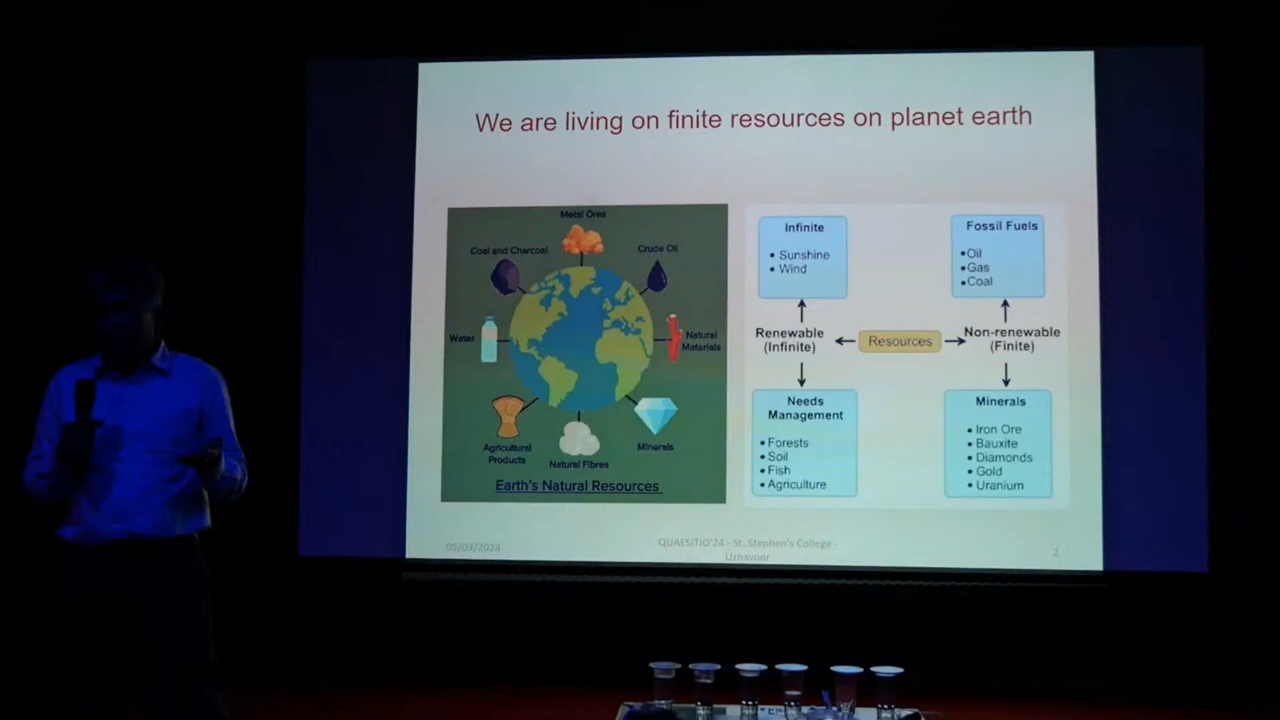 We are living on finite resources on planet earth
Metal Ores
Coal and Charcoal
Crude Oil
Water
Natural
Materials
Agricultural
Products
Natural Fibres
Minerals
Earth's Natural Resources
Infinite
• Sunshine
• Wind
Fossil Fuels
• Oil
• Gas
• Coal
Renewable
(Infinite)
Resources
Non-renewable
(Finite)
Needs
Management
• Forests
• Soil
• Fish
• Agriculture
Minerals
• Iron Ore
• Bauxite
• Diamonds
• Gold
• Uranium
05/03/2024
QUAESITIO'24 - St. Stephen's College -
Uzhavoor
2